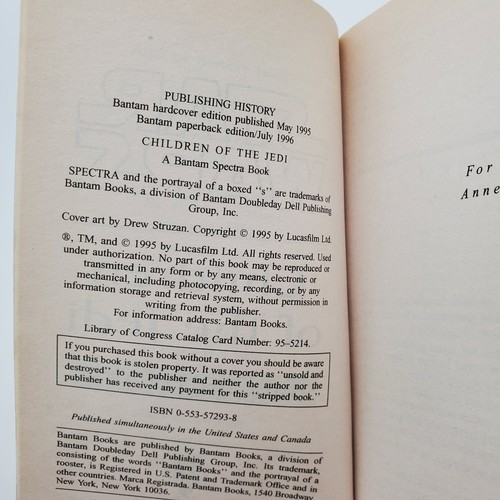 PUBLISHING HISTORY
Bantam hardcover edition published May 1995
Bantam paperback edition/July 1996
CHILDREN OF THE JEDI
A Bantam Spectra Book
SPECTRA and the portrayal of a boxed "s" are trademarks of
Bantam Books, a division of Bantam Doubleday Dell Publishing
Group, Inc.
Cover art by Drew Struzan. Copyright © 1995 by Lucasfilm Ltd.
®, TM, and © 1995 by Lucasfilm Ltd. All rights reserved. Used
under authorization. No part of this book may be reproduced or
transmitted in any form or by any means, electronic or
mechanical, including photocopying, recording, or by any
information storage and retrieval system, without permission in
writing from the publisher.
For information address: Bantam Books.
Library of Congress Catalog Card Number: 95-5214.
If you purchased this book without a cover you should be aware
that this book is stolen property. It was reported as "unsold and
destroyed" to the publisher and neither the author nor the
publisher has received any payment for this "stripped book."
ISBN 0-553-57293-8
Published simultaneously in the United States and Canada
Bantam Books are published by Bantam Books, a division of
Bantam Doubleday Dell Publishing Group, Inc. Its trademark,
consisting of the words "Bantam Books" and the portrayal of a
rooster, is Registered in U.S. Patent and Trademark Office and in
other countries. Marca Registrada. Bantam Books, 1540 Broadway,
New York, New York 10036.
For
Anne